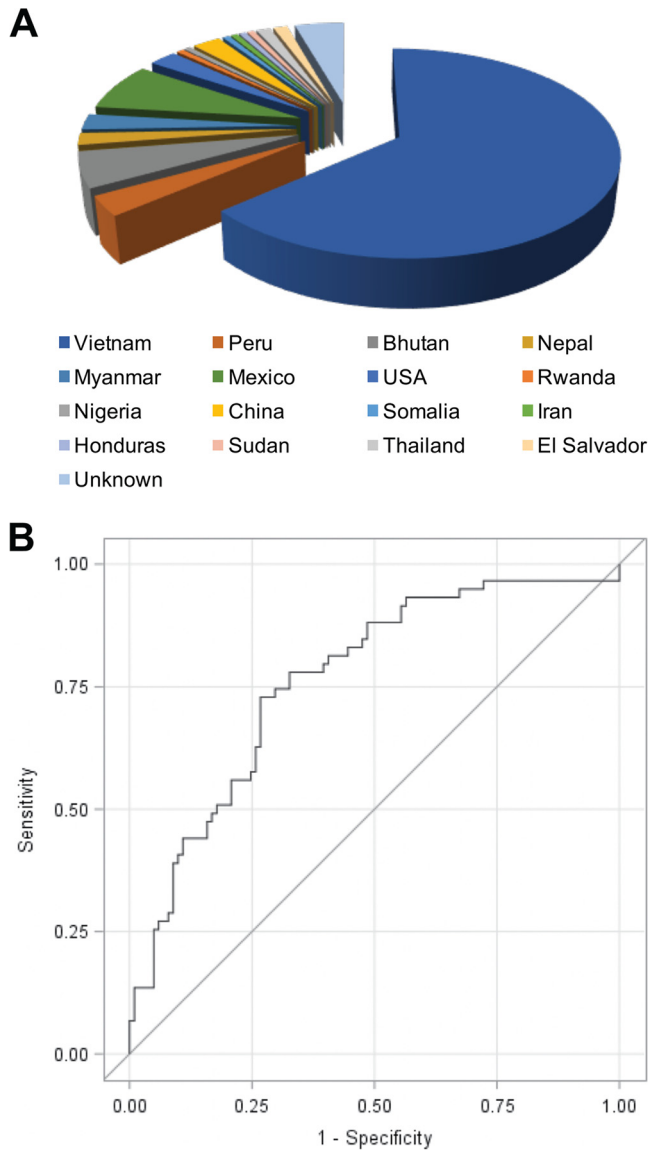 A
Vietnam Peru Bhutan Nepal
Myanmar Mexico USA Rwanda
Nigeria China Somalia Iran
Honduras Sudan Thailand El Salvador
Unknown
B
1.00
0.75
0.50
0.25
0.00
Sensitivity
0.00 0.25 0.50 0.75 1.00
1 - Specificity